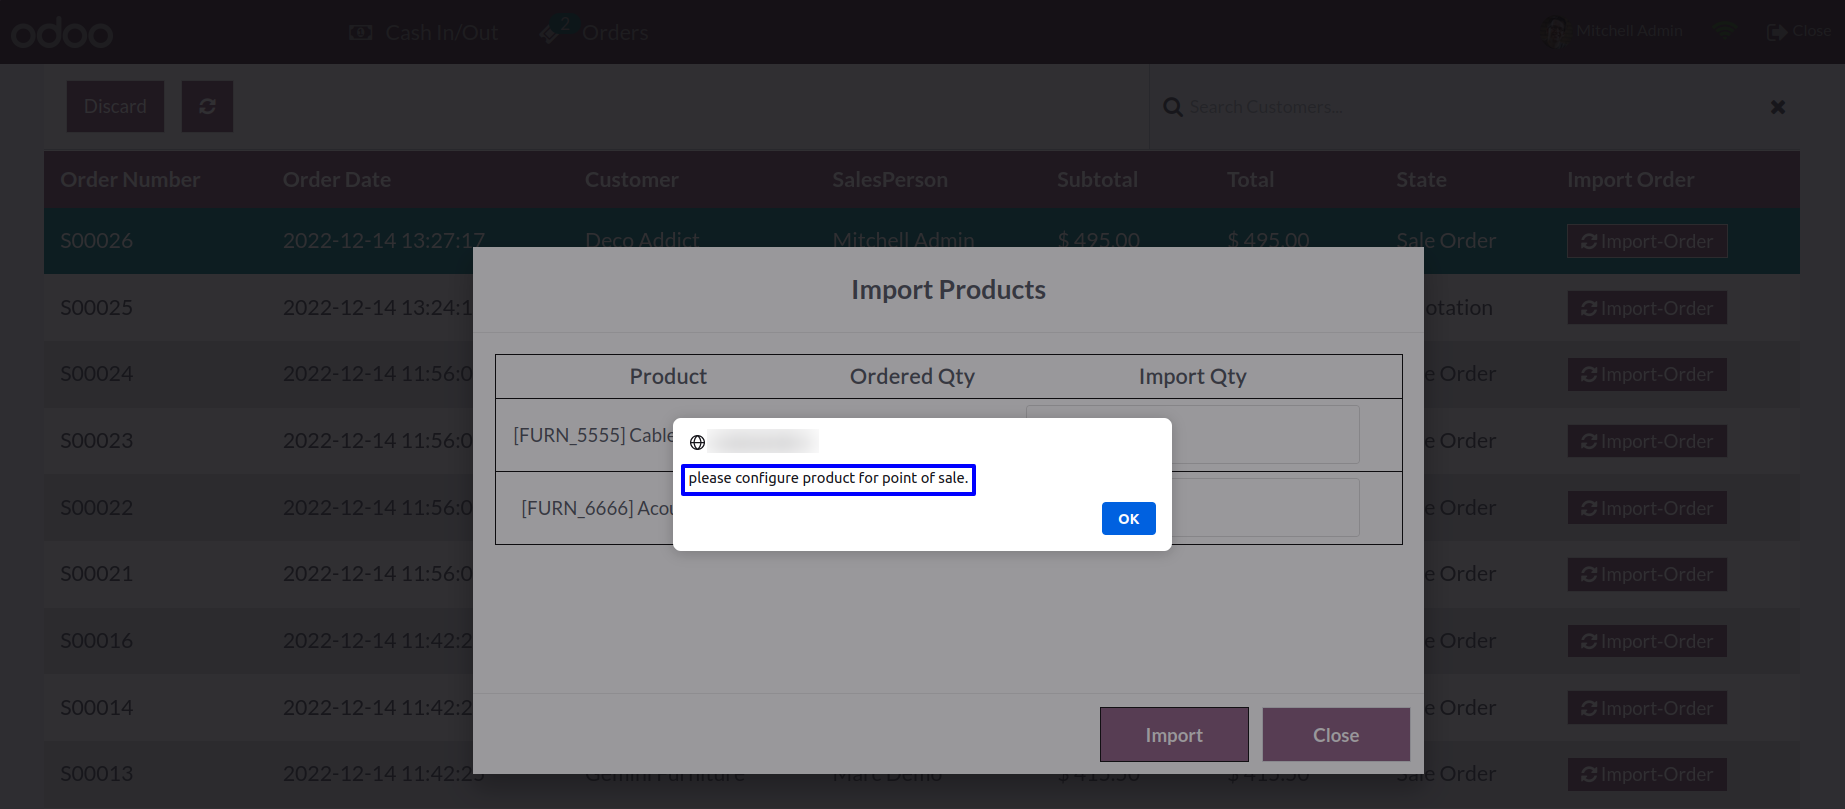 odoo Cash In/Out 2 Orders Mitchell Admin Close
Discard Search Customers...
Order Number Order Date Customer SalesPerson Subtotal Total State Import Order
S00026 2022-12-14 13:27:17 Deco Addict Mitchell Admin $ 495.00 $ 495.00 Sale Order Import-Order
Import Products
S00025 2022-12-14 13:24:1 otation Import-Order
S00024 2022-12-14 11:56:0 e Order Import-Order
Product Ordered Qty Import Qty
S00023 2022-12-14 11:56:0 e Order Import-Order
[FURN_5555] Cable
please configure product for point of sale.
S00022 2022-12-14 11:56:0 e Order Import-Order
[FURN_6666] Acou
OK
S00021 2022-12-14 11:56:0 e Order Import-Order
S00016 2022-12-14 11:42:2 e Order Import-Order
S00014 2022-12-14 11:42:2 e Order Import-Order
Import Close
S00013 2022-12-14 11:42:25 Gemini Furniture Marc Demo $ 413.50 $ 413.50 Sale Order Import-Order